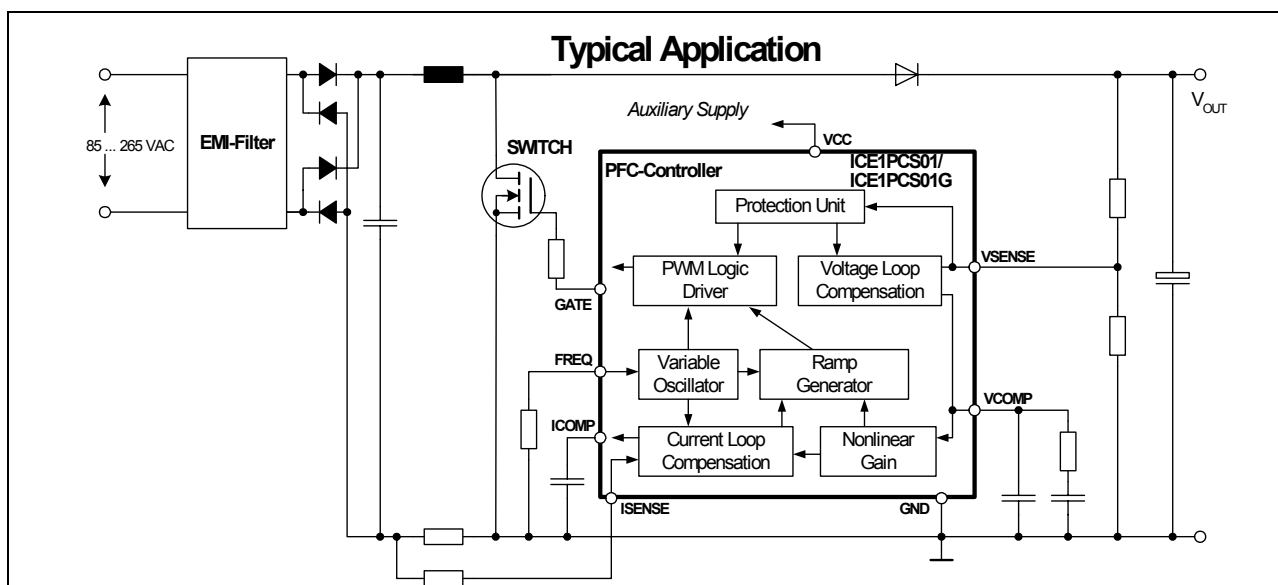 Typical Application
Auxiliary Supply
VCC
V OUT
85 ... 265 VAC
EMI-Filter
SWITCH
PFC-Controller
ICE1PCS01/
ICE1PCS01G
Protection Unit
PWM Logic
Driver
Voltage Loop
Compensation
VSENSE
GATE
FREQ
Variable
Oscillator
Ramp
Generator
VCOMP
ICOMP
Current Loop
Compensation
Nonlinear
Gain
ISENSE
GND